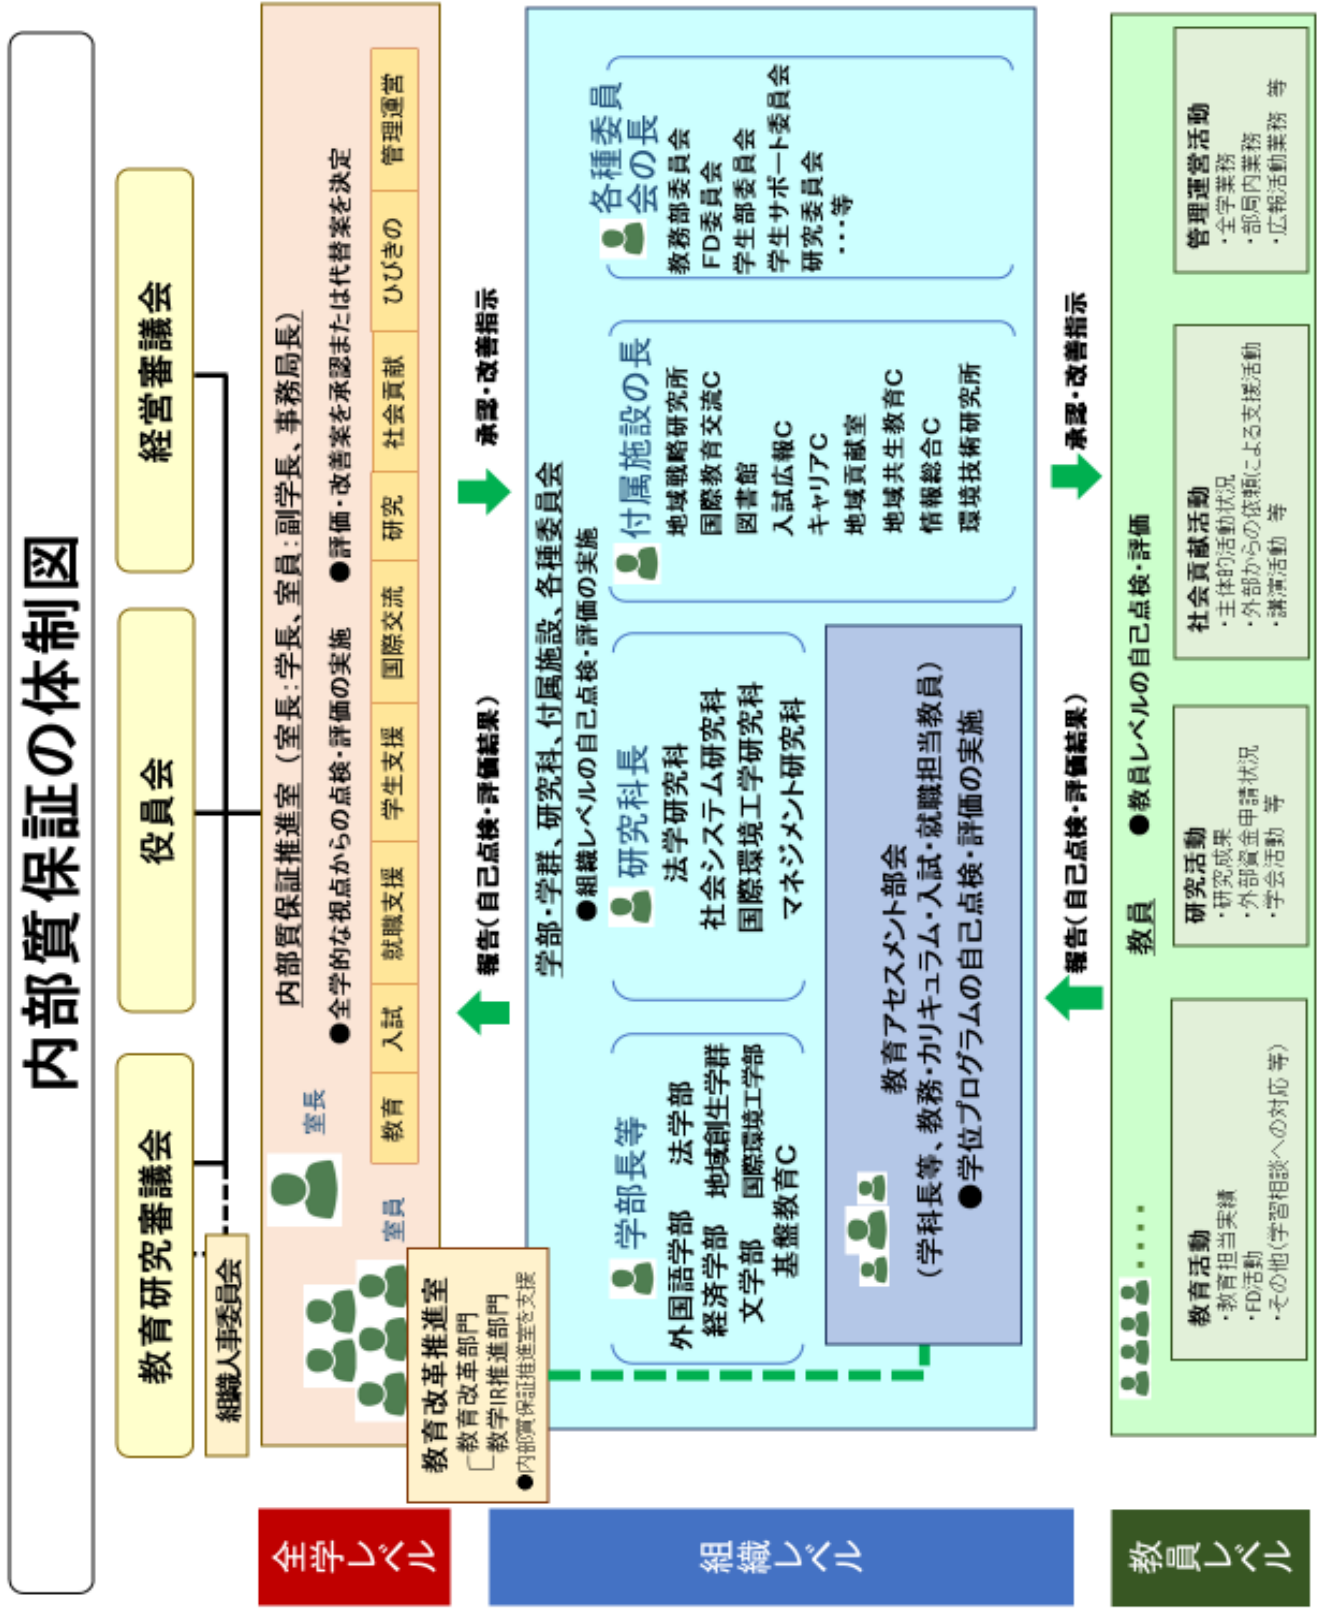 内部質保証の体制図
教育研究審議会
役員会
経営審議会
組織人事委員会
全学レベル
内部質保証推進室（室長：学長、室員：副学長、事務局長）
●全学的な視点からの点検・評価の実施
●評価・改善案を承認または代替案を決定
室長
室員
教育
入試
就職支援
学生支援
国際交流
研究
社会貢献
ひびきの
管理運営
教育改革推進室
教育改革部門
教学IR推進部門
●内部質保証推進室を支援
報告（自己点検・評価結果）
承認・改善指示
組織レベル
学部・学群、研究科、付属施設、各種委員会
●組織レベルの自己点検・評価の実施
学部長等
外国語学部　法学部
経済学部　地域創生学群
文学部　国際環境工学部
基盤教育C
研究科長
法学研究科
社会システム研究科
国際環境工学研究科
マネジメント研究科
付属施設の長
地域戦略研究所
国際教育交流C
図書館
入試広報C
キャリアC
地域貢献室
地域共生教育C
情報総合C
環境技術研究所
各種委員
会の長
教務部委員会
FD委員会
学生部委員会
学生サポート委員会
研究委員会
・・・等
教育アセスメント部会
（学科長等、教務・カリキュラム・入試・就職担当教員）
●学位プログラムの自己点検・評価の実施
報告（自己点検・評価結果）
承認・改善指示
教員レベル
教員　●教員レベルの自己点検・評価
・・・・・
教育活動
・教育担当実績
・FD活動
・その他（学習相談への対応 等）
研究活動
・研究成果
・外部資金申請状況
・学会活動　等
社会貢献活動
・主体的活動状況
・外部からの依頼による支援活動
・講演活動　等
管理運営活動
・全学業務
・部局内業務
・広報活動業務　等